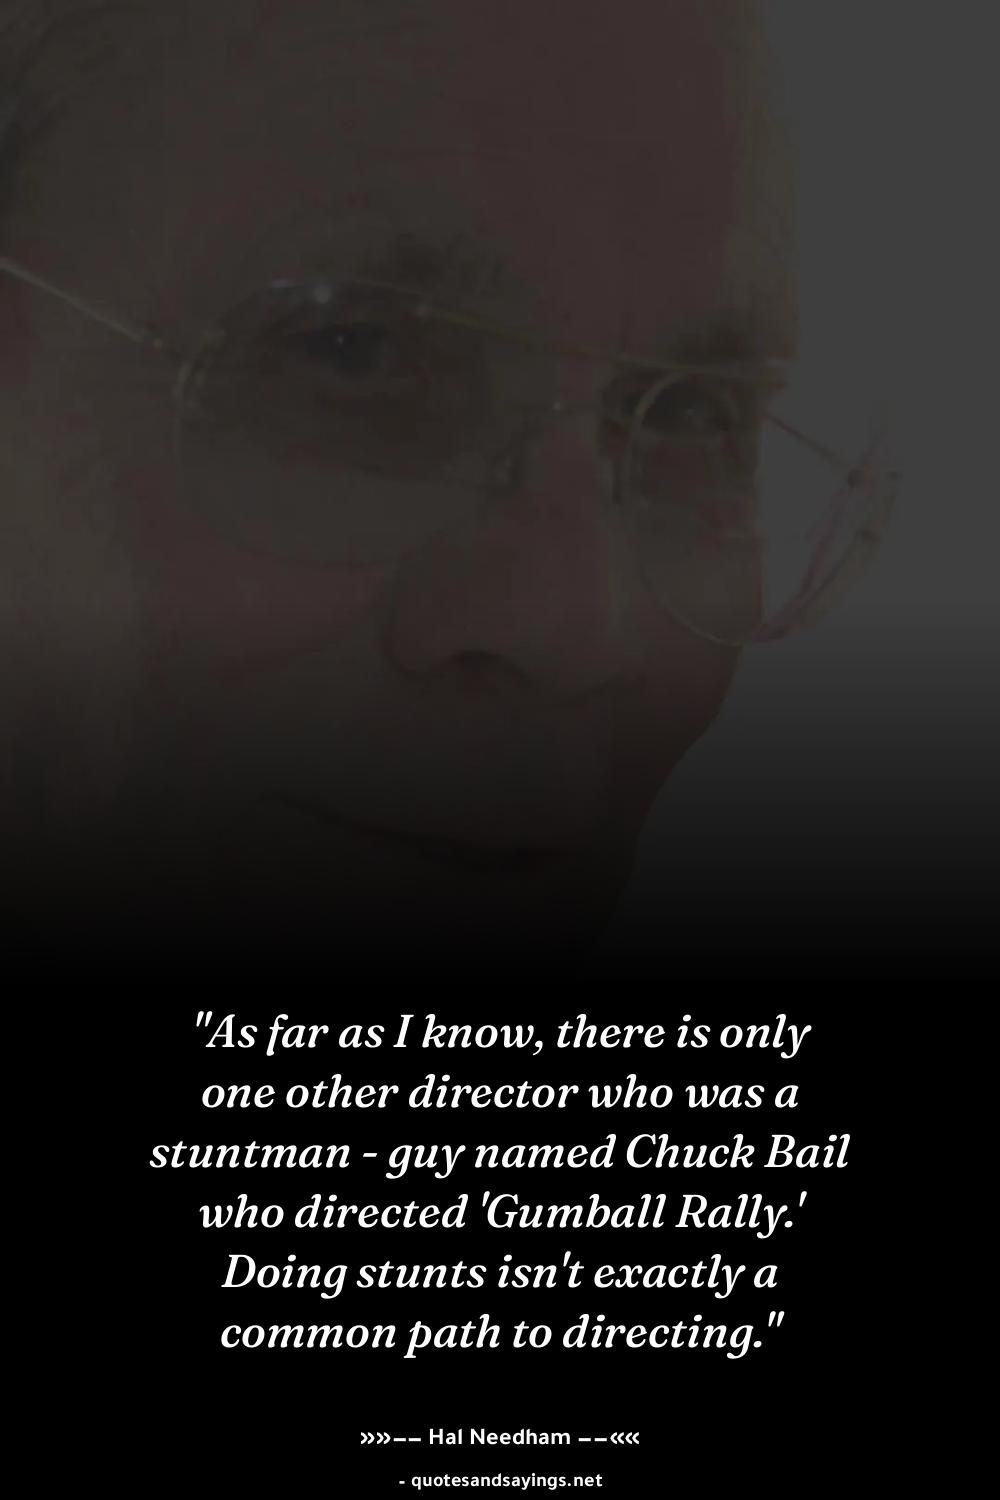 "As far as I know, there is only
one other director who was a
stuntman - guy named Chuck Bail
who directed 'Gumball Rally.'
Doing stunts isn't exactly a
common path to directing."
»»−− Hal Needham −−««
- quotesandsayings.net